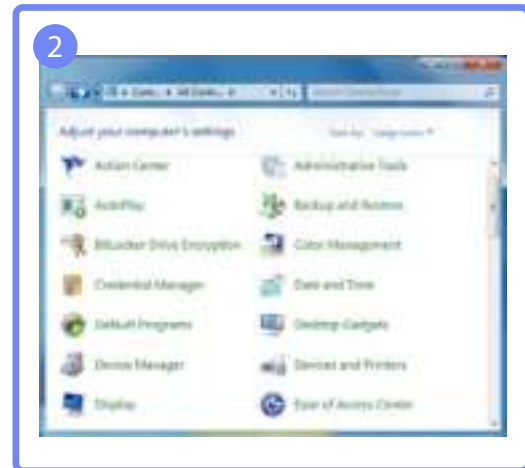 2
Adjust your computer's settings
Action Center Administrative Tools
AutoPlay Backup and Restore
BitLocker Drive Encryption Color Management
Credential Manager Date and Time
Default Programs Desktop Gadgets
Device Manager Devices and Printers
Display Ease of Access Center